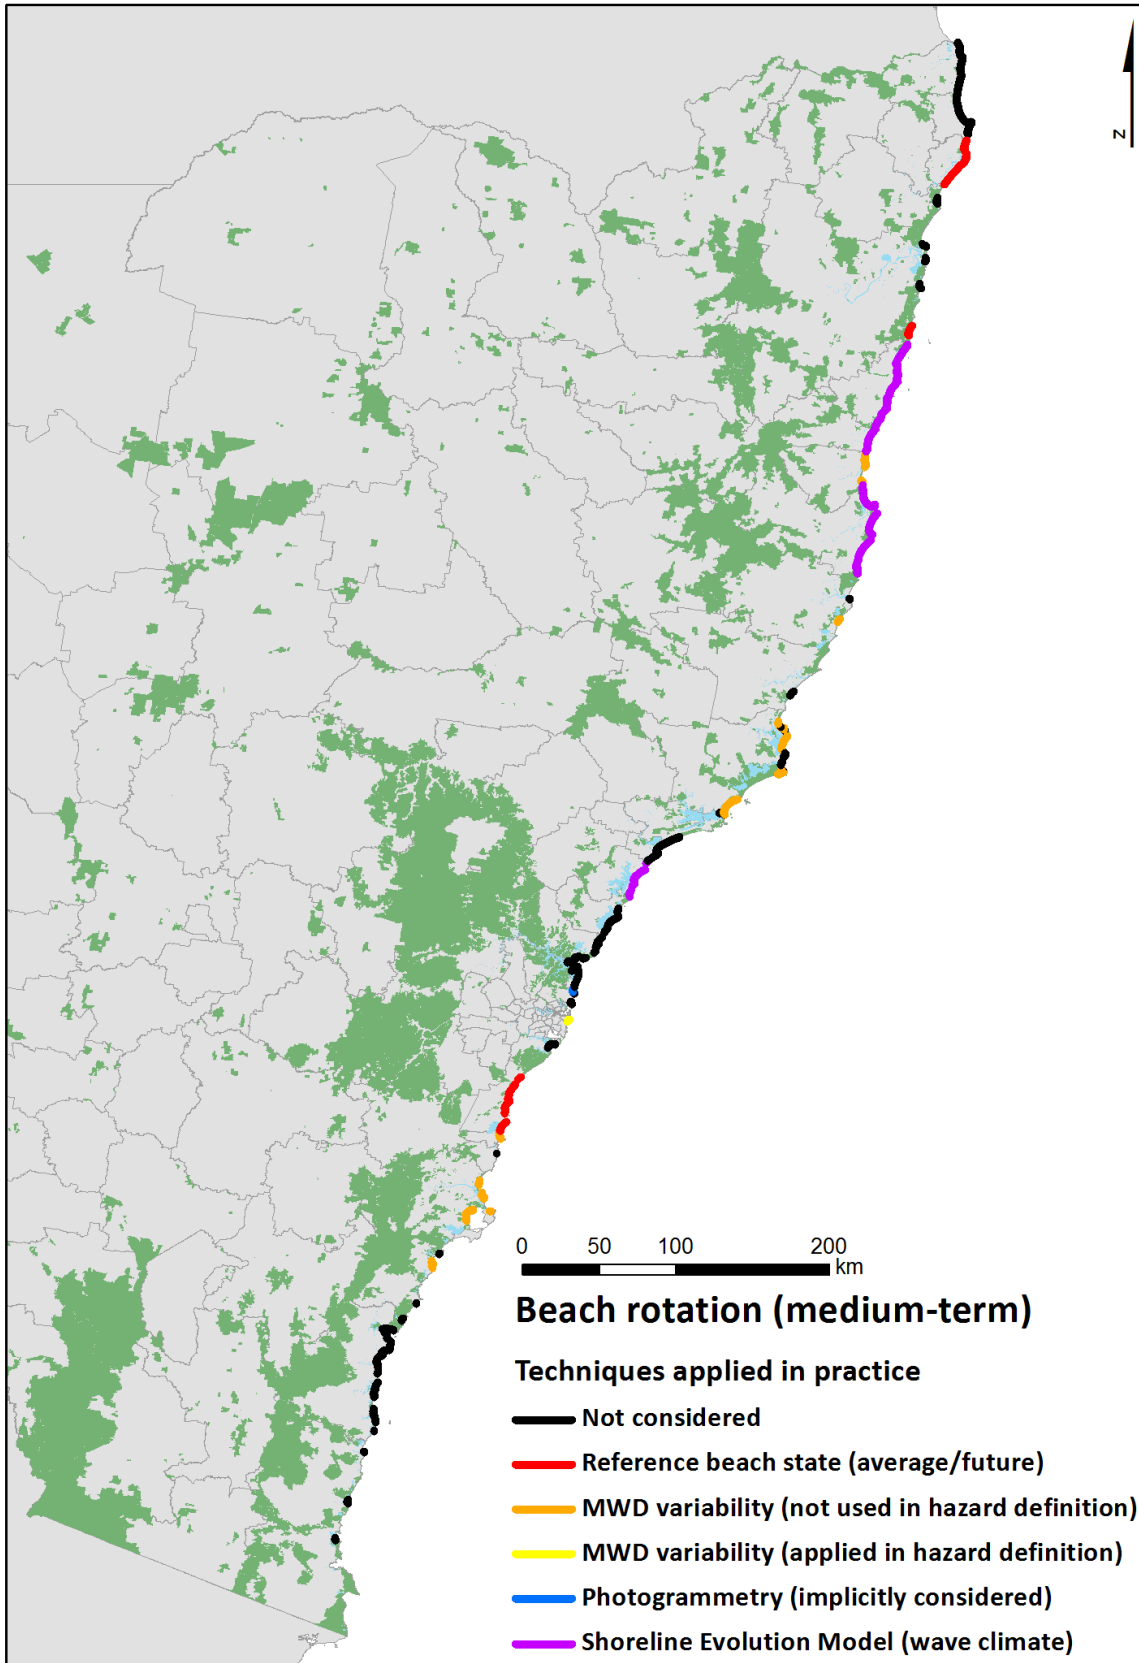 N
0 50 100 200
km
Beach rotation (medium-term)
Techniques applied in practice
Not considered
Reference beach state (average/future)
MWD variability (not used in hazard definition)
MWD variability (applied in hazard definition)
Photogrammetry (implicitly considered)
Shoreline Evolution Model (wave climate)